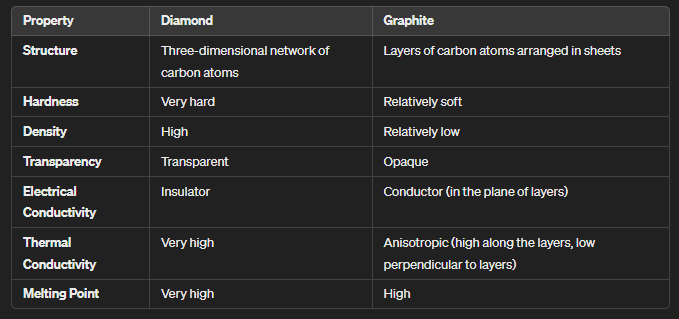 Property Diamond Graphite
Structure Three-dimensional network of Layers of carbon atoms arranged in sheets
carbon atoms
Hardness Very hard Relatively soft
Density High Relatively low
Transparency Transparent Opaque
Electrical Insulator Conductor (in the plane of layers)
Conductivity
Thermal Very high Anisotropic (high along the layers, low
Conductivity perpendicular to layers)
Melting Point Very high High